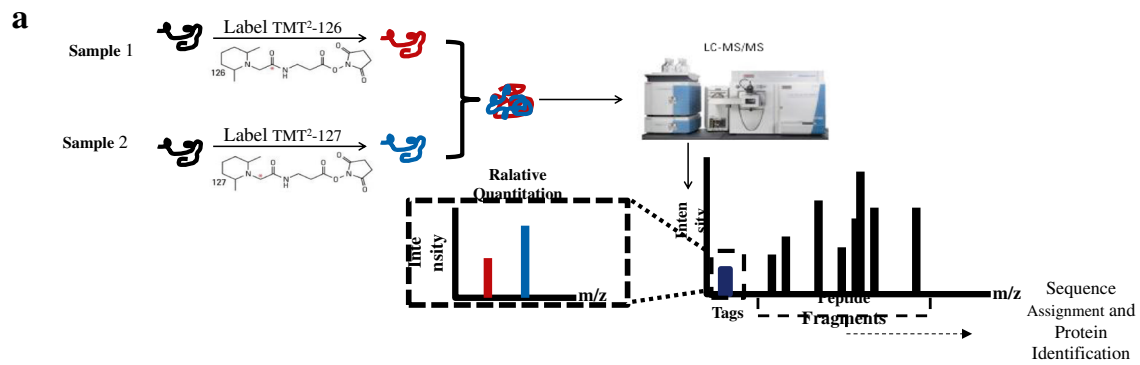 a
Sample 1
Label TMT²-126
126
N
O
*
N
H
O
O
N
O
O
LC-MS/MS
Sample 2
Label TMT²-127
127
N
*
O
N
H
O
O
N
O
O
Ralative
Quantitation
Inte
nsity
m/z
Inten
sity
m/z
Tags
Peptide
Fragments
Sequence
Assignment and
Protein
Identification